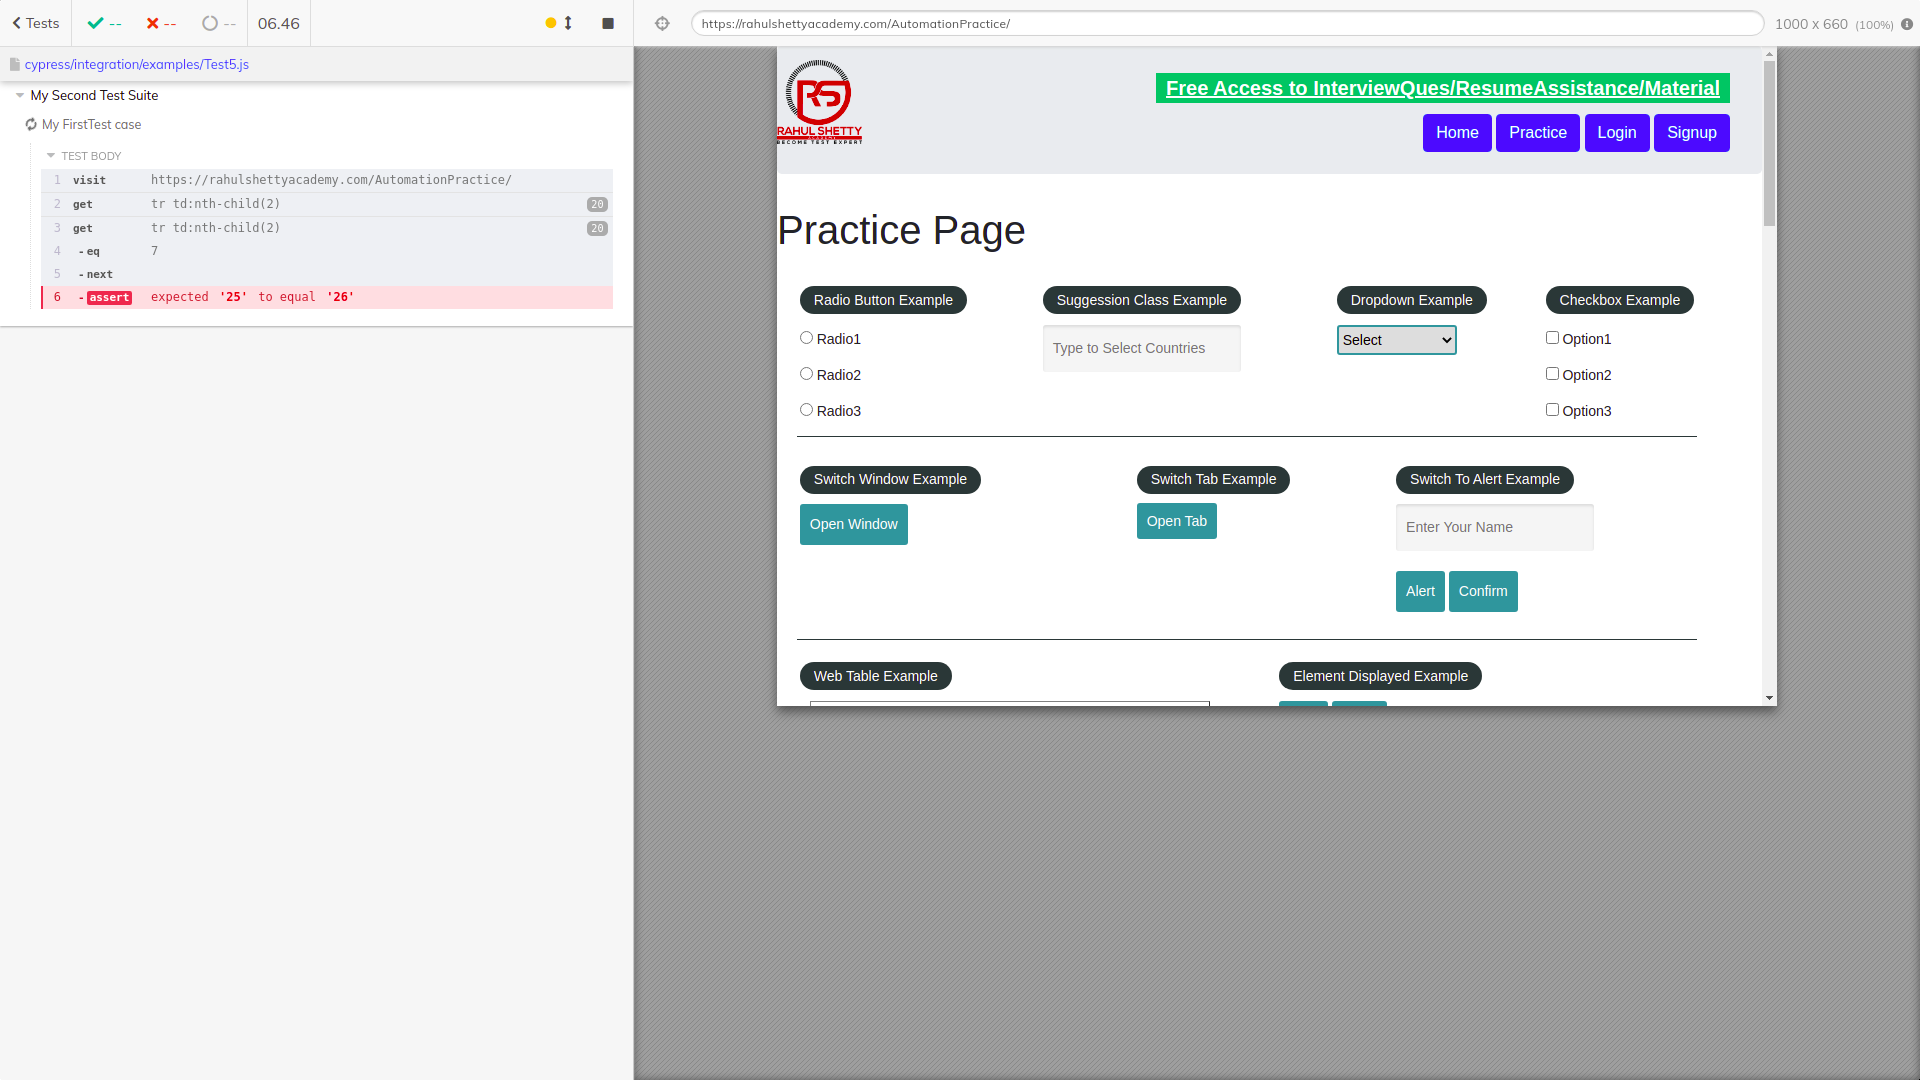 Tests -- -- -- 06.46
https://rahulshettyacademy.com/AutomationPractice/ 1000 x 660 (100%)
cypress/integration/examples/Test5.js
My Second Test Suite
My FirstTest case
TEST BODY
1 visit https://rahulshettyacademy.com/AutomationPractice/
2 get tr td:nth-child(2) 20
3 get tr td:nth-child(2) 20
4 -eq 7
5 -next
6 -assert expected '25' to equal '26'
RS
RAHUL SHETTY
ACADEMY
BECOME TEST EXPERT
Free Access to InterviewQues/ResumeAssistance/Material
Home Practice Login Signup
Practice Page
Radio Button Example Suggession Class Example Dropdown Example Checkbox Example
Radio1 Type to Select Countries Select Option1
Radio2 Option2
Radio3 Option3
Switch Window Example Switch Tab Example Switch To Alert Example
Open Window Open Tab Enter Your Name
Alert Confirm
Web Table Example Element Displayed Example